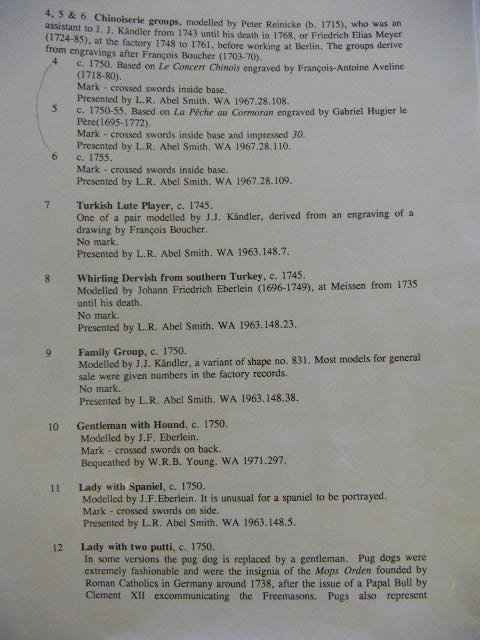 4, 5 & 6 Chinoiserie groups, modelled by Peter Reinicke (b. 1715), who was an
assistant to J. J. Kändler from 1743 until his death in 1768, or Friedrich Elias Meyer
(1724-85), at the factory 1748 to 1761, before working at Berlin. The groups derive
from engravings after François Boucher (1703-70).
4 c. 1750. Based on Le Concert Chinois engraved by François-Antoine Aveline
(1718-80).
Mark - crossed swords inside base.
Presented by L.R. Abel Smith. WA 1967.28.108.
5 c. 1750-55. Based on La Pêche au Cormoran engraved by Gabriel Hugier le
Père(1695-1772).
Mark - crossed swords inside base and impressed 30.
Presented by L.R. Abel Smith. WA 1967.28.110.
6 c. 1755.
Mark - crossed swords inside base.
Presented by L.R. Abel Smith. WA 1967.28.109.
7 Turkish Lute Player, c. 1745.
One of a pair modelled by J.J. Kändler, derived from an engraving of a
drawing by François Boucher.
No mark.
Presented by L.R. Abel Smith. WA 1963.148.7.
8 Whirling Dervish from southern Turkey, c. 1745.
Modelled by Johann Friedrich Eberlein (1696-1749), at Meissen from 1735
until his death.
No mark.
Presented by L.R. Abel Smith. WA 1963.148.23.
9 Family Group, c. 1750.
Modelled by J.J. Kändler, a variant of shape no. 831. Most models for general
sale were given numbers in the factory records.
No mark.
Presented by L.R. Abel Smith. WA 1963.148.38.
10 Gentleman with Hound, c. 1750.
Modelled by J.F. Eberlein.
Mark - crossed swords on back.
Bequeathed by W.R.B. Young. WA 1971.297.
11 Lady with Spaniel, c. 1750.
Modelled by J.F.Eberlein. It is unusual for a spaniel to be portrayed.
Mark - crossed swords on side.
Presented by L.R. Abel Smith. WA 1963.148.5.
12 Lady with two putti, c. 1750.
In some versions the pug dog is replaced by a gentleman. Pug dogs were
extremely fashionable and were the insignia of the Mops Orden founded by
Roman Catholics in Germany around 1738, after the issue of a Papal Bull by
Clement XII excommunicating the Freemasons. Pugs also represent